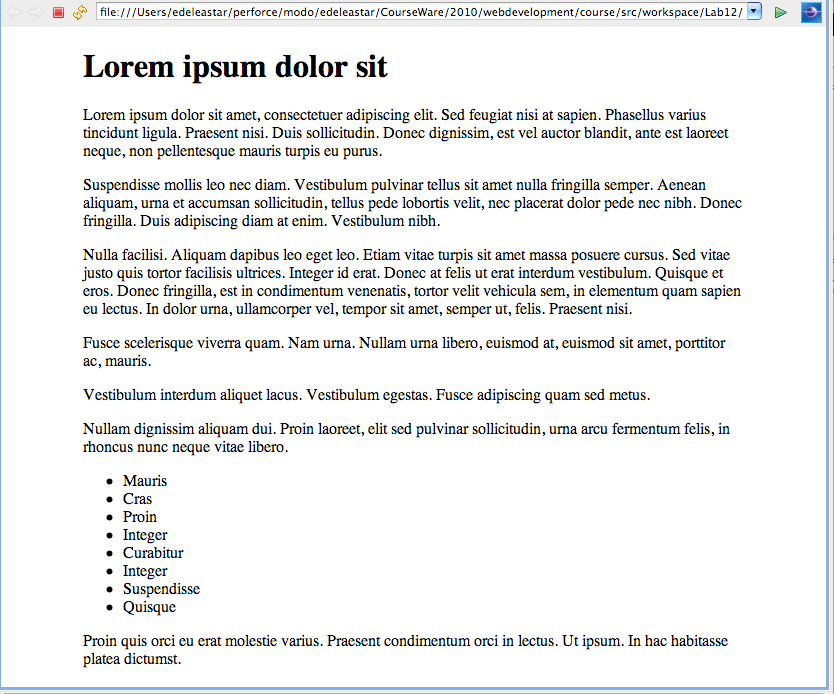 file:///Users/edeleastar/perforce/modo/edeleastar/CourseWare/2010/webdevelopment/course/src/workspace/Lab12/
Lorem ipsum dolor sit
Lorem ipsum dolor sit amet, consectetuer adipiscing elit. Sed feugiat nisi at sapien. Phasellus varius
tincidunt ligula. Praesent nisi. Duis sollicitudin. Donec dignissim, est vel auctor blandit, ante est laoreet
neque, non pellentesque mauris turpis eu purus.
Suspendisse mollis leo nec diam. Vestibulum pulvinar tellus sit amet nulla fringilla semper. Aenean
aliquam, urna et accumsan sollicitudin, tellus pede lobortis velit, nec placerat dolor pede nec nibh. Donec
fringilla. Duis adipiscing diam at enim. Vestibulum nibh.
Nulla facilisi. Aliquam dapibus leo eget leo. Etiam vitae turpis sit amet massa posuere cursus. Sed vitae
justo quis tortor facilisis ultrices. Integer id erat. Donec at felis ut erat interdum vestibulum. Quisque et
eros. Donec fringilla, est in condimentum venenatis, tortor velit vehicula sem, in elementum quam sapien
eu lectus. In dolor urna, ullamcorper vel, tempor sit amet, semper ut, felis. Praesent nisi.
Fusce scelerisque viverra quam. Nam urna. Nullam urna libero, euismod at, euismod sit amet, porttitor
ac, mauris.
Vestibulum interdum aliquet lacus. Vestibulum egestas. Fusce adipiscing quam sed metus.
Nullam dignissim aliquam dui. Proin laoreet, elit sed pulvinar sollicitudin, urna arcu fermentum felis, in
rhoncus nunc neque vitae libero.
• Mauris
• Cras
• Proin
• Integer
• Curabitur
• Integer
• Suspendisse
• Quisque
Proin quis orci eu erat molestie varius. Praesent condimentum orci in lectus. Ut ipsum. In hac habitasse
platea dictumst.